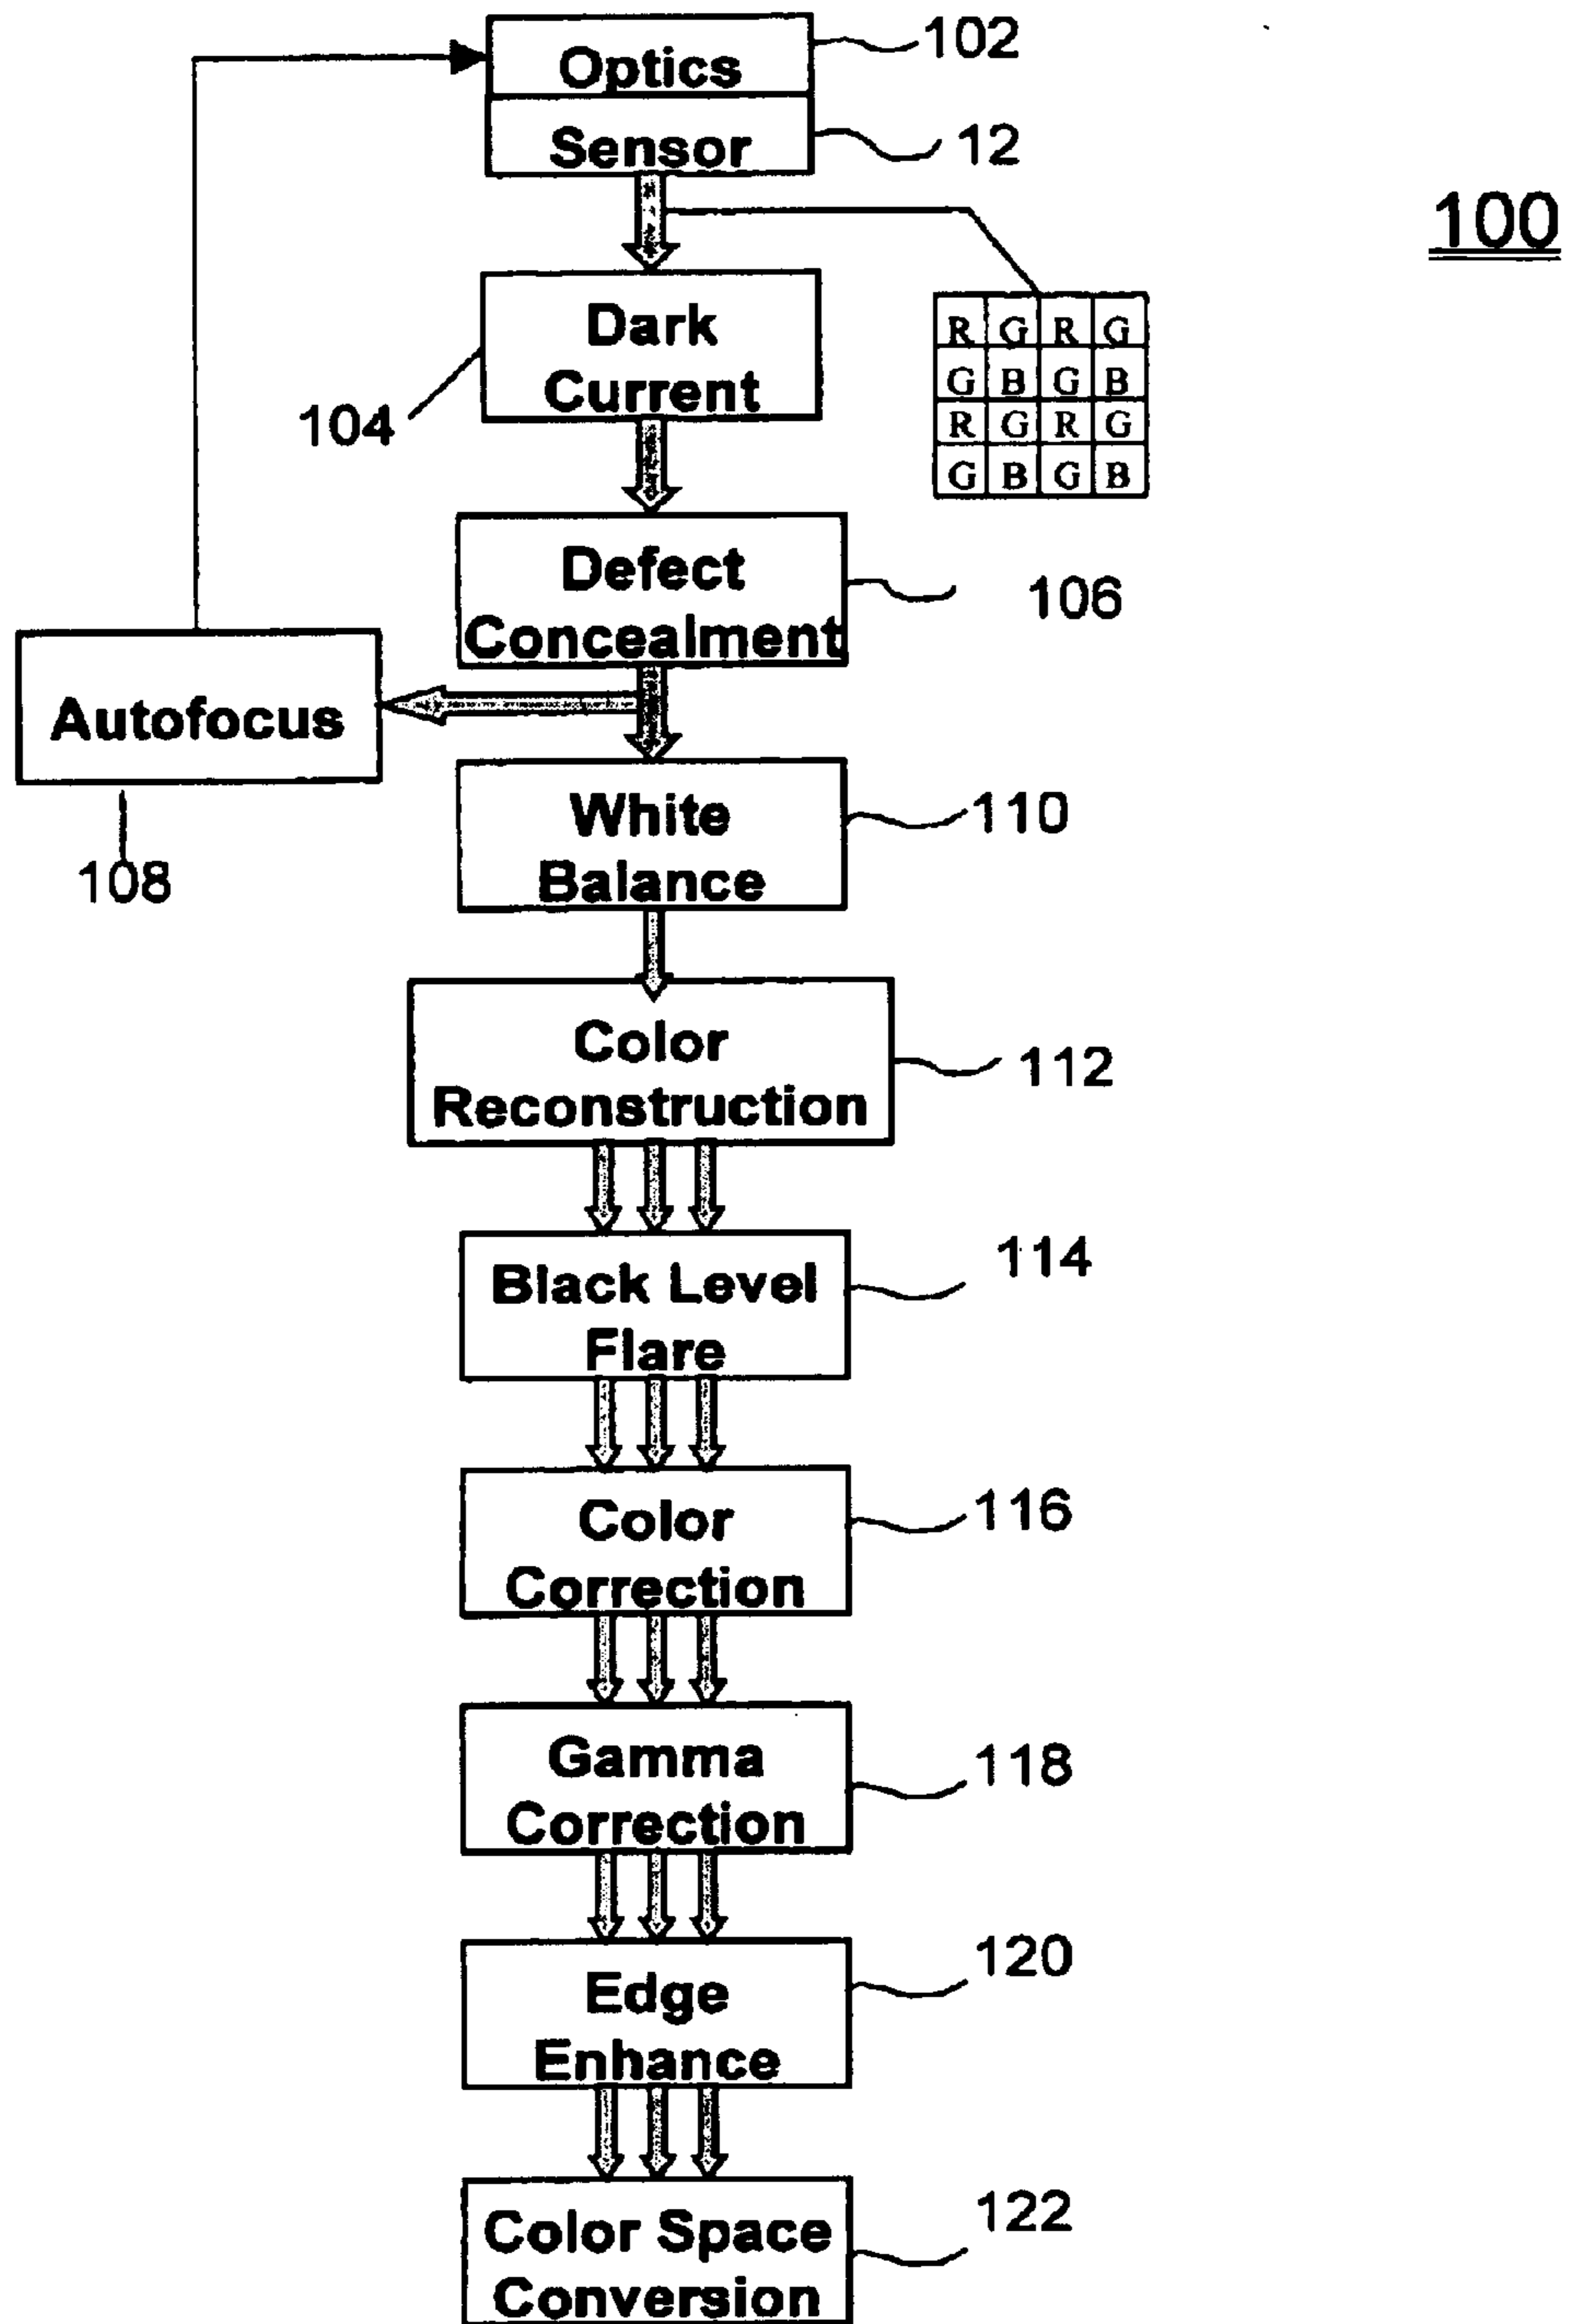 Optics
102
Sensor
12
100
Dark
Current
104
R G R G
G B G B
R G R G
G B G B
Defect
Concealment
106
Autofocus
108
White
Balance
110
Color
Reconstruction
112
Black Level
Flare
114
Color
Correction
116
Gamma
Correction
118
Edge
Enhance
120
Color Space
Conversion
122